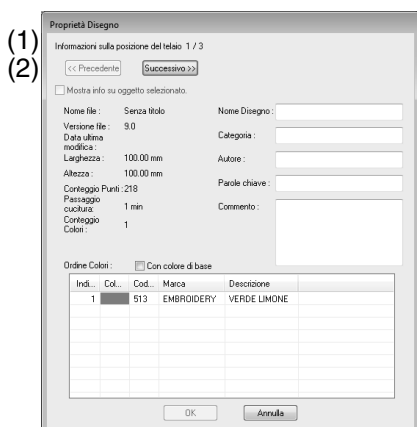 Proprietà Disegno
(1) Informazioni sulla posizione del telaio 1 / 3
(2) << Precedente Successivo >>
Mostra info su oggetto selezionato.
Nome file : Senza titolo Nome Disegno :
Versione file : 9.0
Data ultima modifica : Categoria :
Larghezza : 100.00 mm Autore :
Altezza : 100.00 mm
Conteggio Punti : 218 Parole chiave :
Passaggio cucitura: 1 min Commento :
Conteggio Colori : 1
Ordine Colori : Con colore di base
Indi... Col... Cod... Marca Descrizione
1 513 EMBROIDERY VERDE LIMONE
OK Annulla